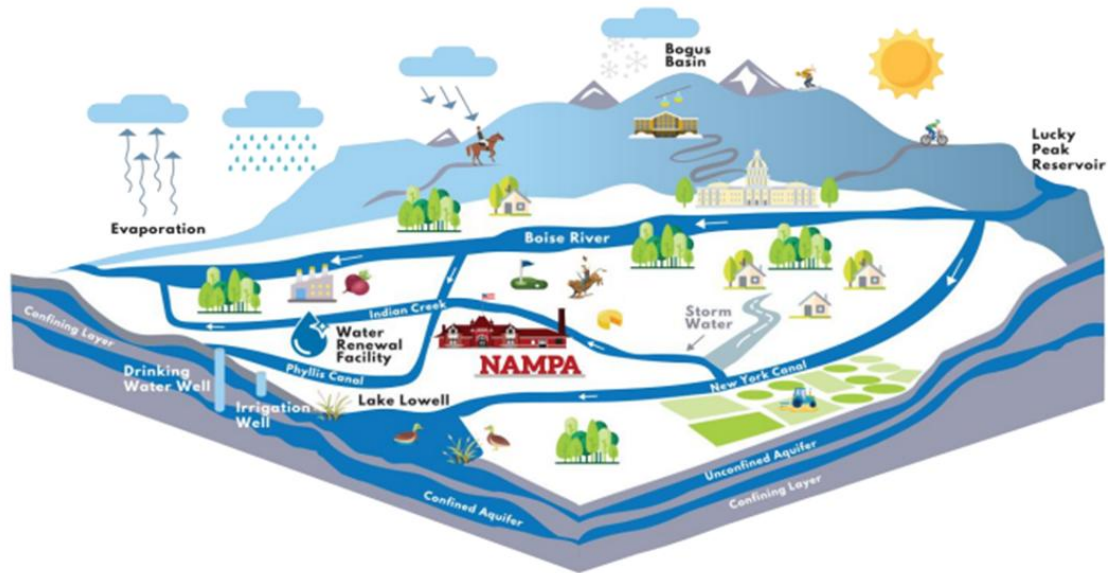 Bogus
Basin
Lucky
Peak
Reservoir
Evaporation
Boise River
Indian Creek
Storm
Water
Water
Renewal
Facility
NAMPA
Confining Layer
Phyllis Canal
New York Canal
Drinking
Water Well
Lake Lowell
Irrigation
Well
Unconfined Aquifer
Confined Aquifer
Confining Layer